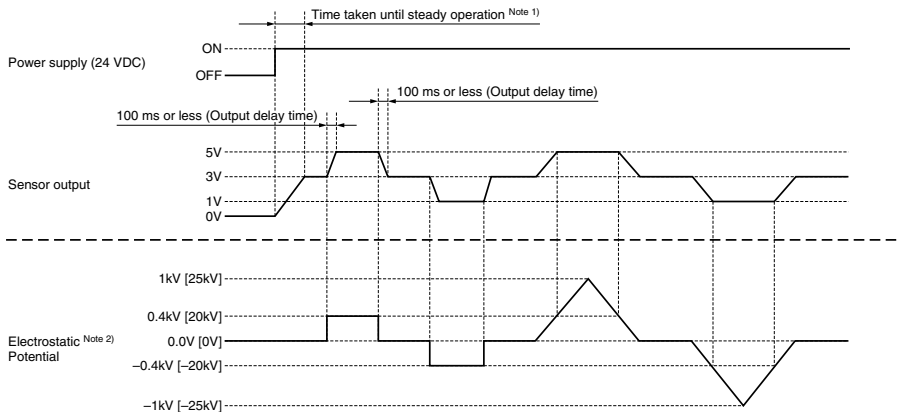 Time taken until steady operation Note 1)
ON
Power supply (24 VDC)
OFF
100 ms or less (Output delay time)
100 ms or less (Output delay time)
5V
3V
Sensor output
1V
0V
1kV [25kV]
0.4kV [20kV]
Electrostatic Note 2)
Potential
0.0V [0V]
−0.4kV [−20kV]
−1kV [−25kV]